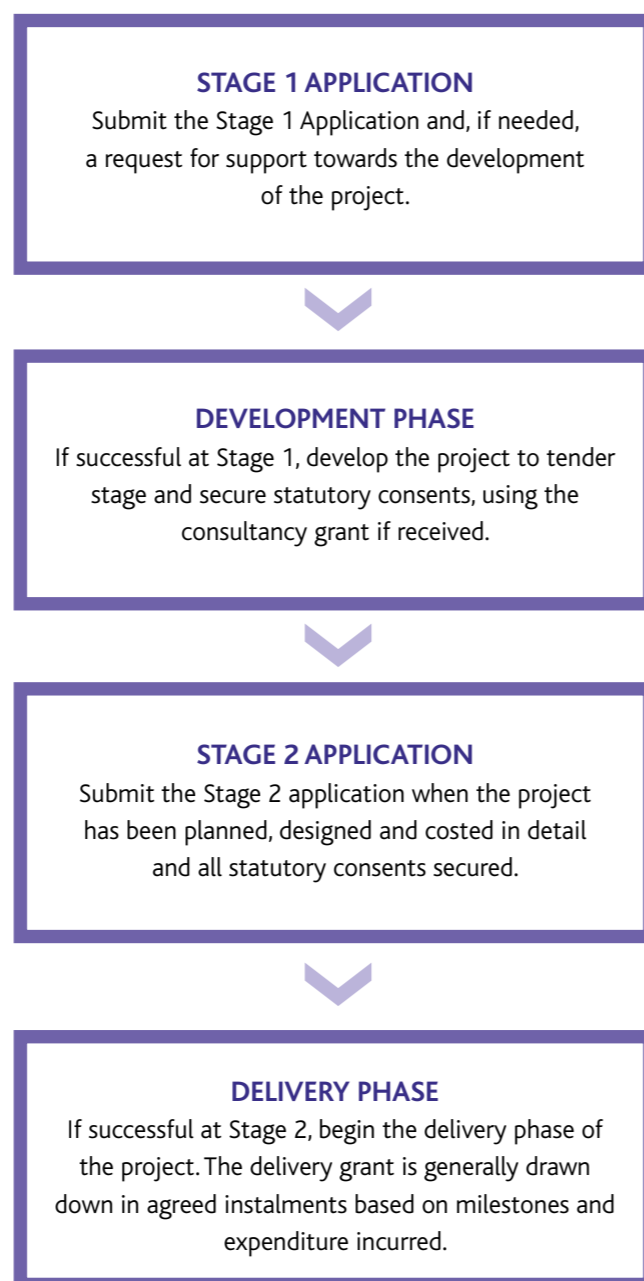 STAGE 1 APPLICATION
Submit the Stage 1 Application and, if needed,
a request for support towards the development
of the project.
DEVELOPMENT PHASE
If successful at Stage 1, develop the project to tender
stage and secure statutory consents, using the
consultancy grant if received.
STAGE 2 APPLICATION
Submit the Stage 2 application when the project
has been planned, designed and costed in detail
and all statutory consents secured.
DELIVERY PHASE
If successful at Stage 2, begin the delivery phase of
the project. The delivery grant is generally drawn
down in agreed instalments based on milestones and
expenditure incurred.